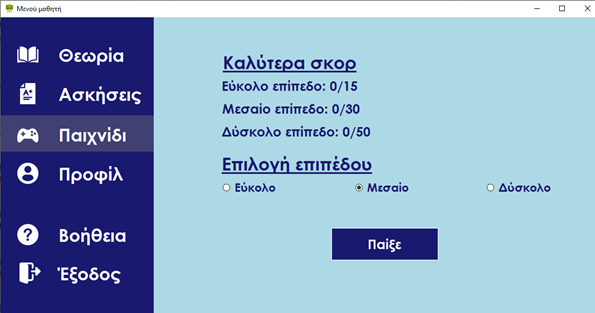 Μενού μαθητή
Θεωρία
Ασκήσεις
Παιχνίδι
Προφίλ
Βοήθεια
Έξοδος
Καλύτερα σκορ
Εύκολο επίπεδο: 0/15
Μεσαίο επίπεδο: 0/30
Δύσκολο επίπεδο: 0/50
Επιλογή επιπέδου
Εύκολο Μεσαίο Δύσκολο
Παίξε